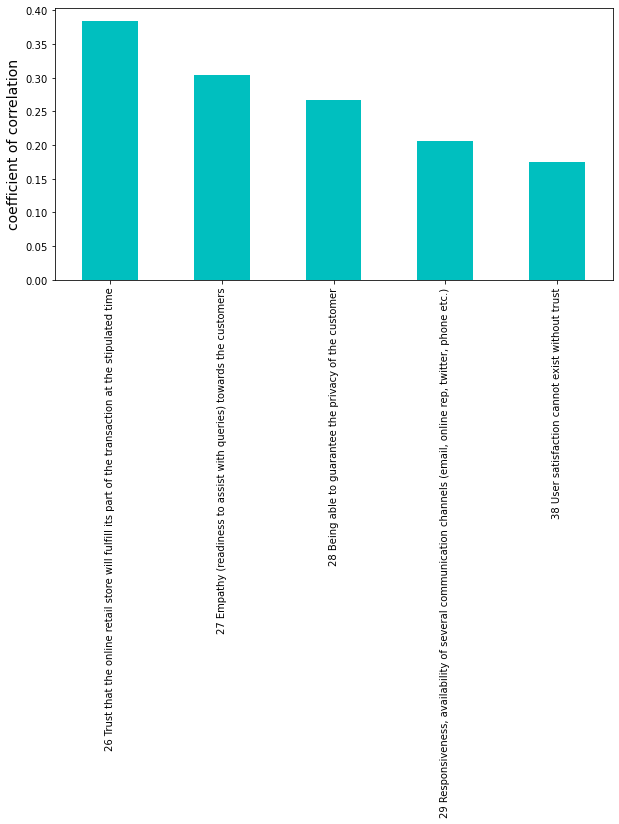 0.40
0.35
0.30
0.25
0.20
0.15
0.10
0.05
0.00
coefficient of correlation
26 Trust that the online retail store will fulfill its part of the transaction at the stipulated time
27 Empathy (readiness to assist with queries) towards the customers
28 Being able to guarantee the privacy of the customer
29 Responsiveness, availability of several communication channels (email, online rep, twitter, phone etc.)
38 User satisfaction cannot exist without trust